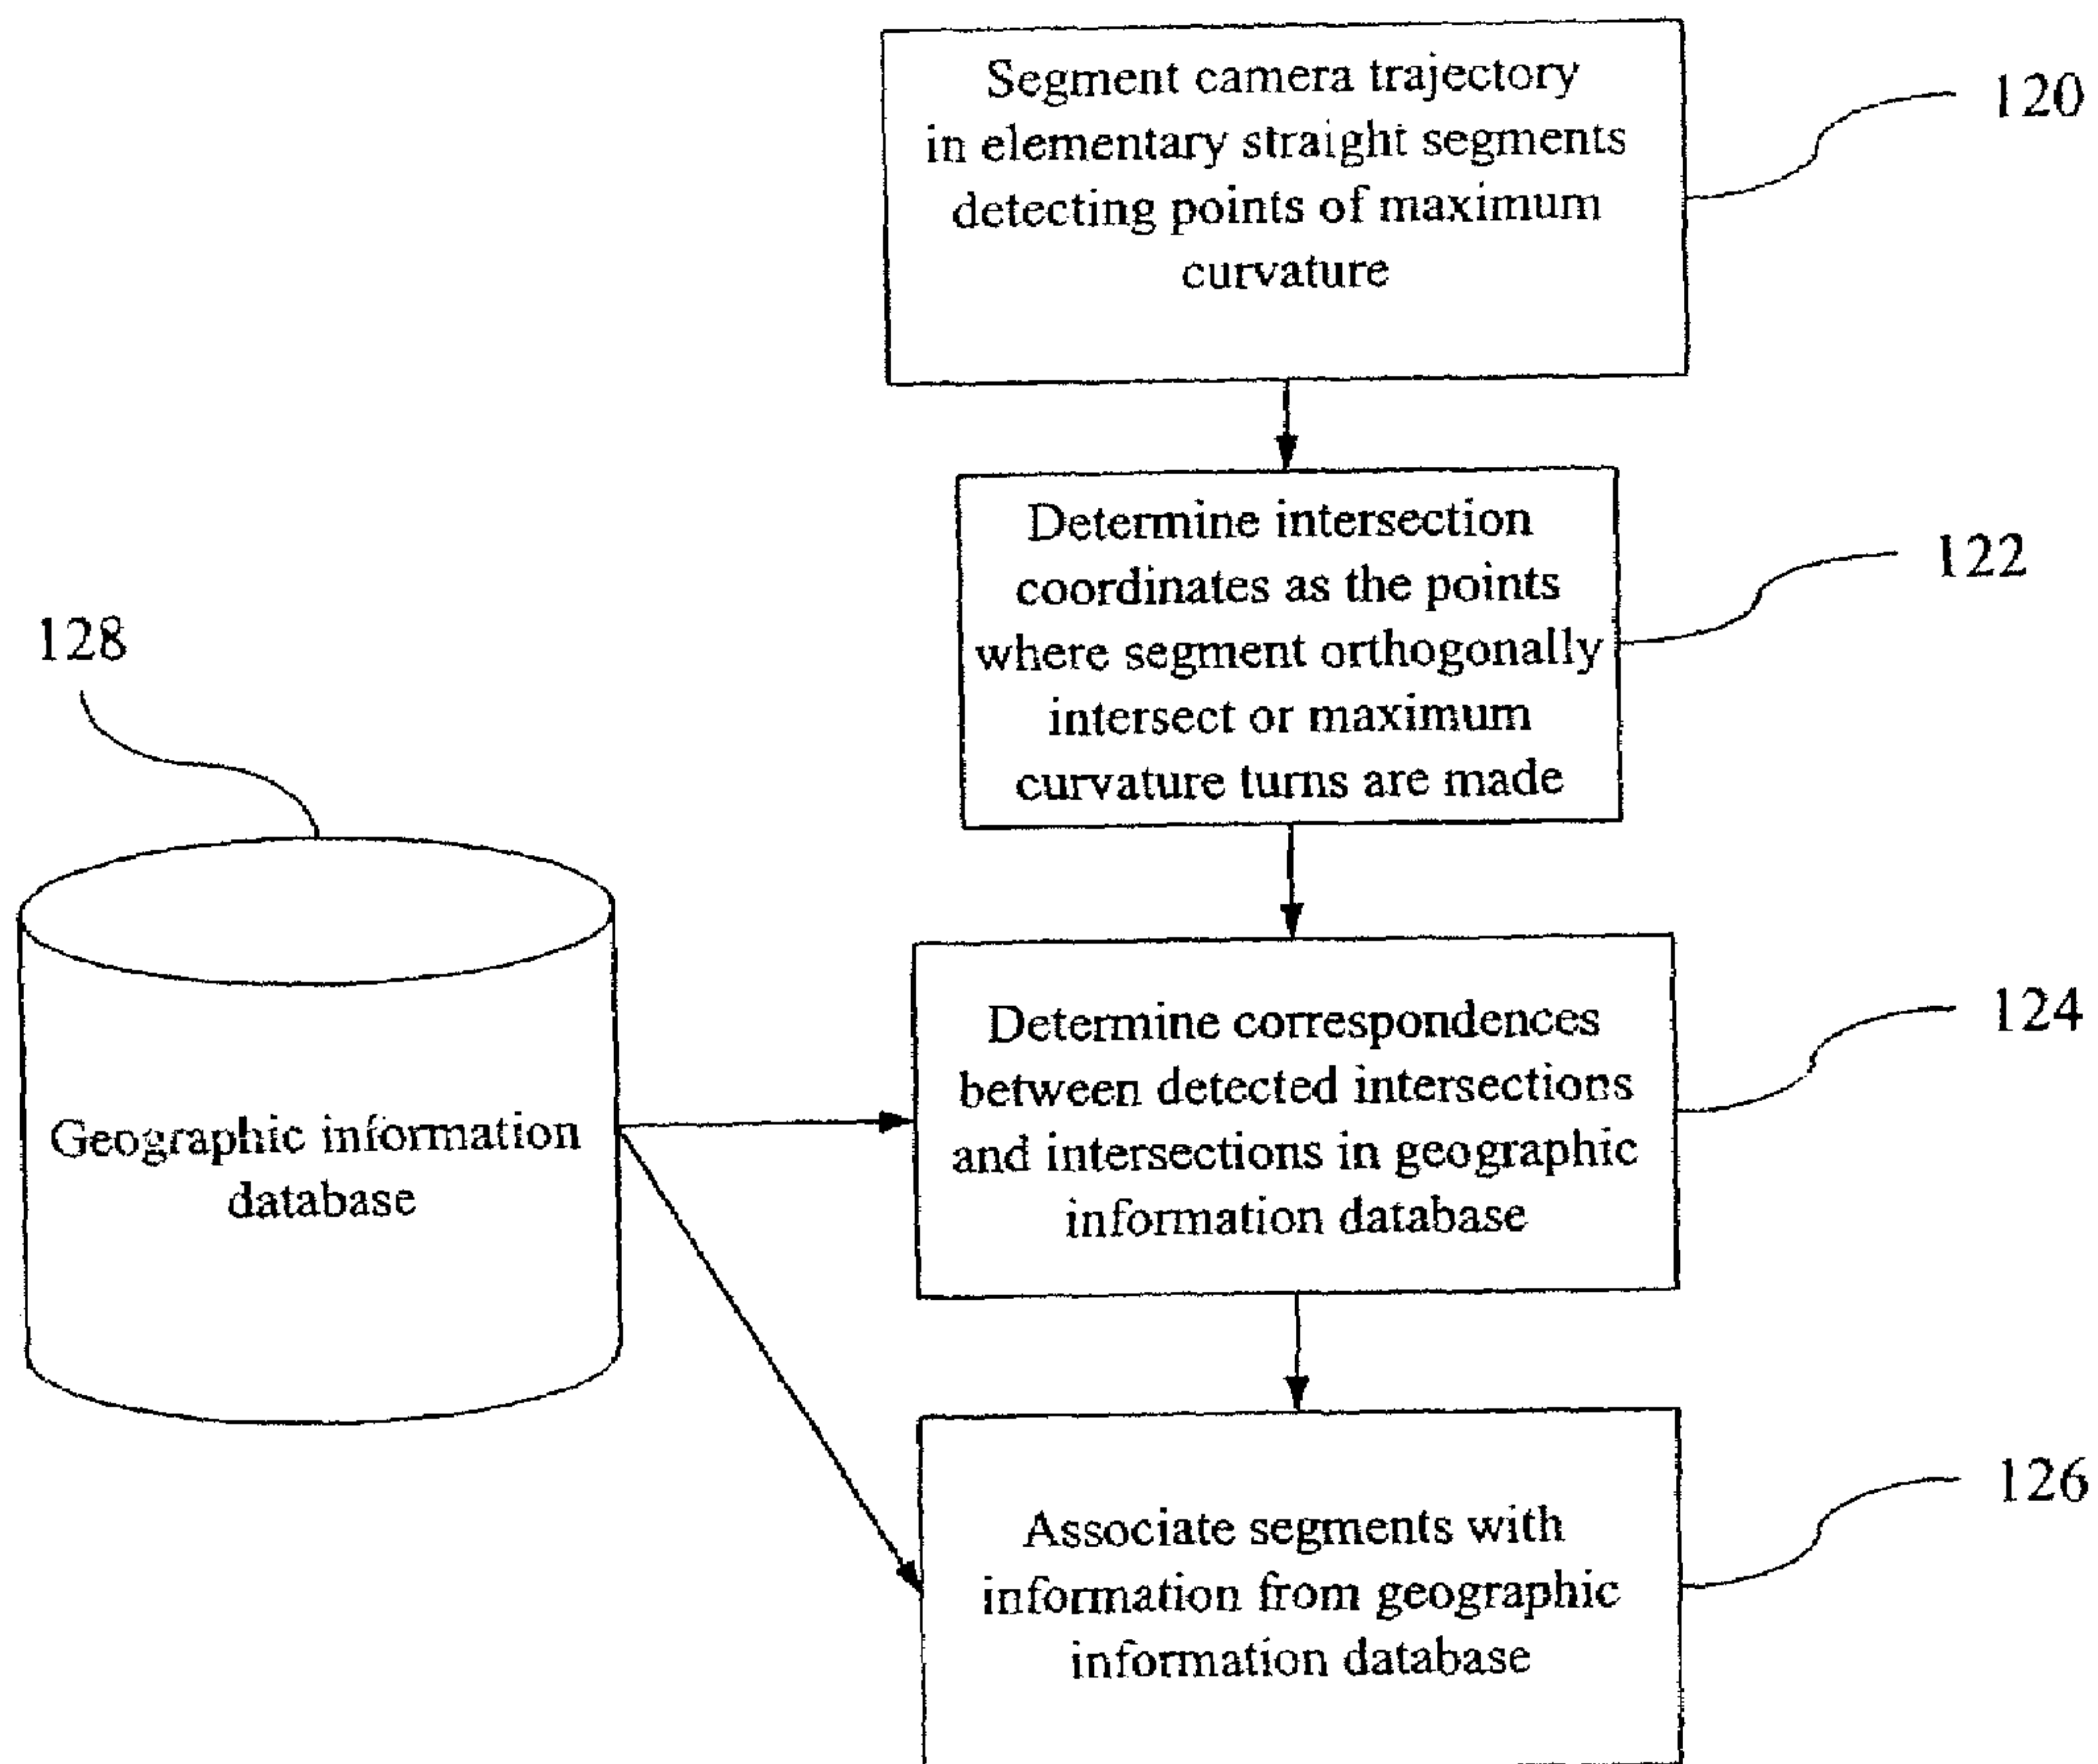 Segment camera trajectory
in elementary straight segments
detecting points of maximum
curvature
120
Determine intersection
coordinates as the points
where segment orthogonally
intersect or maximum
curvature turns are made
122
128
Geographic information
database
Determine correspondences
between detected intersections
and intersections in geographic
information database
124
Associate segments with
information from geographic
information database
126